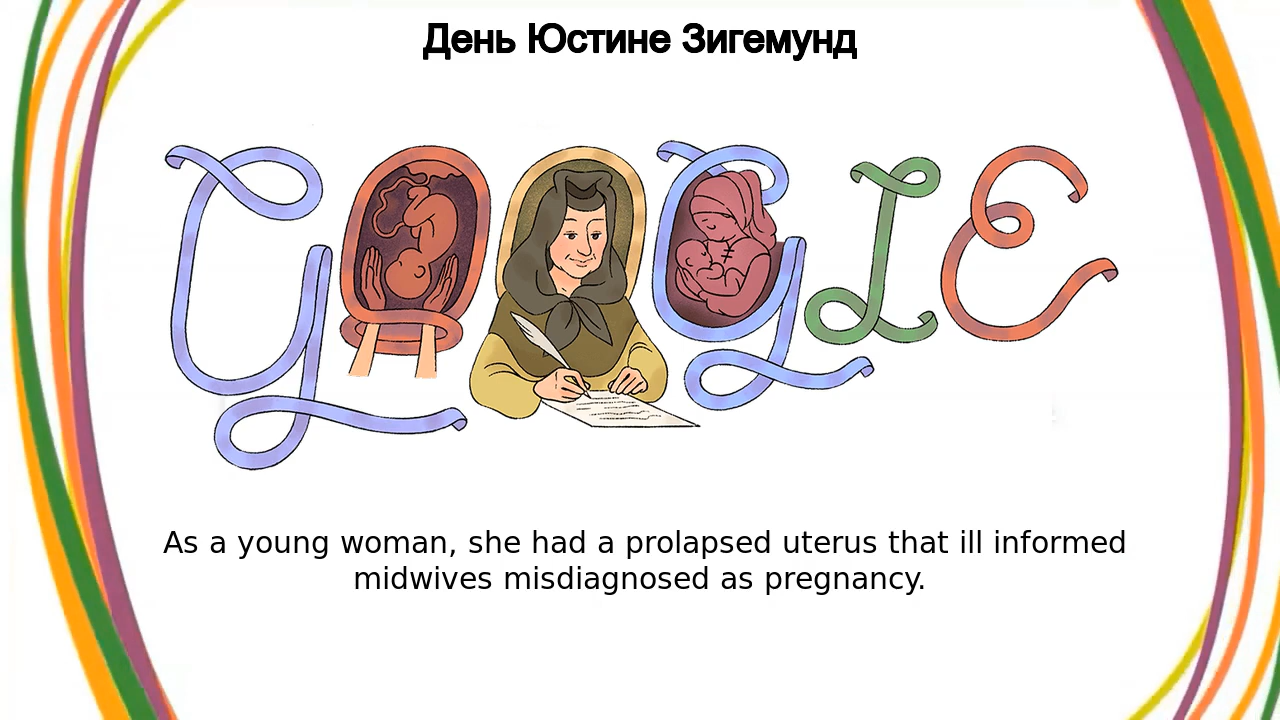 День Юстине Зигемунд
GOOGLE
As a young woman, she had a prolapsed uterus that ill informed
midwives misdiagnosed as pregnancy.